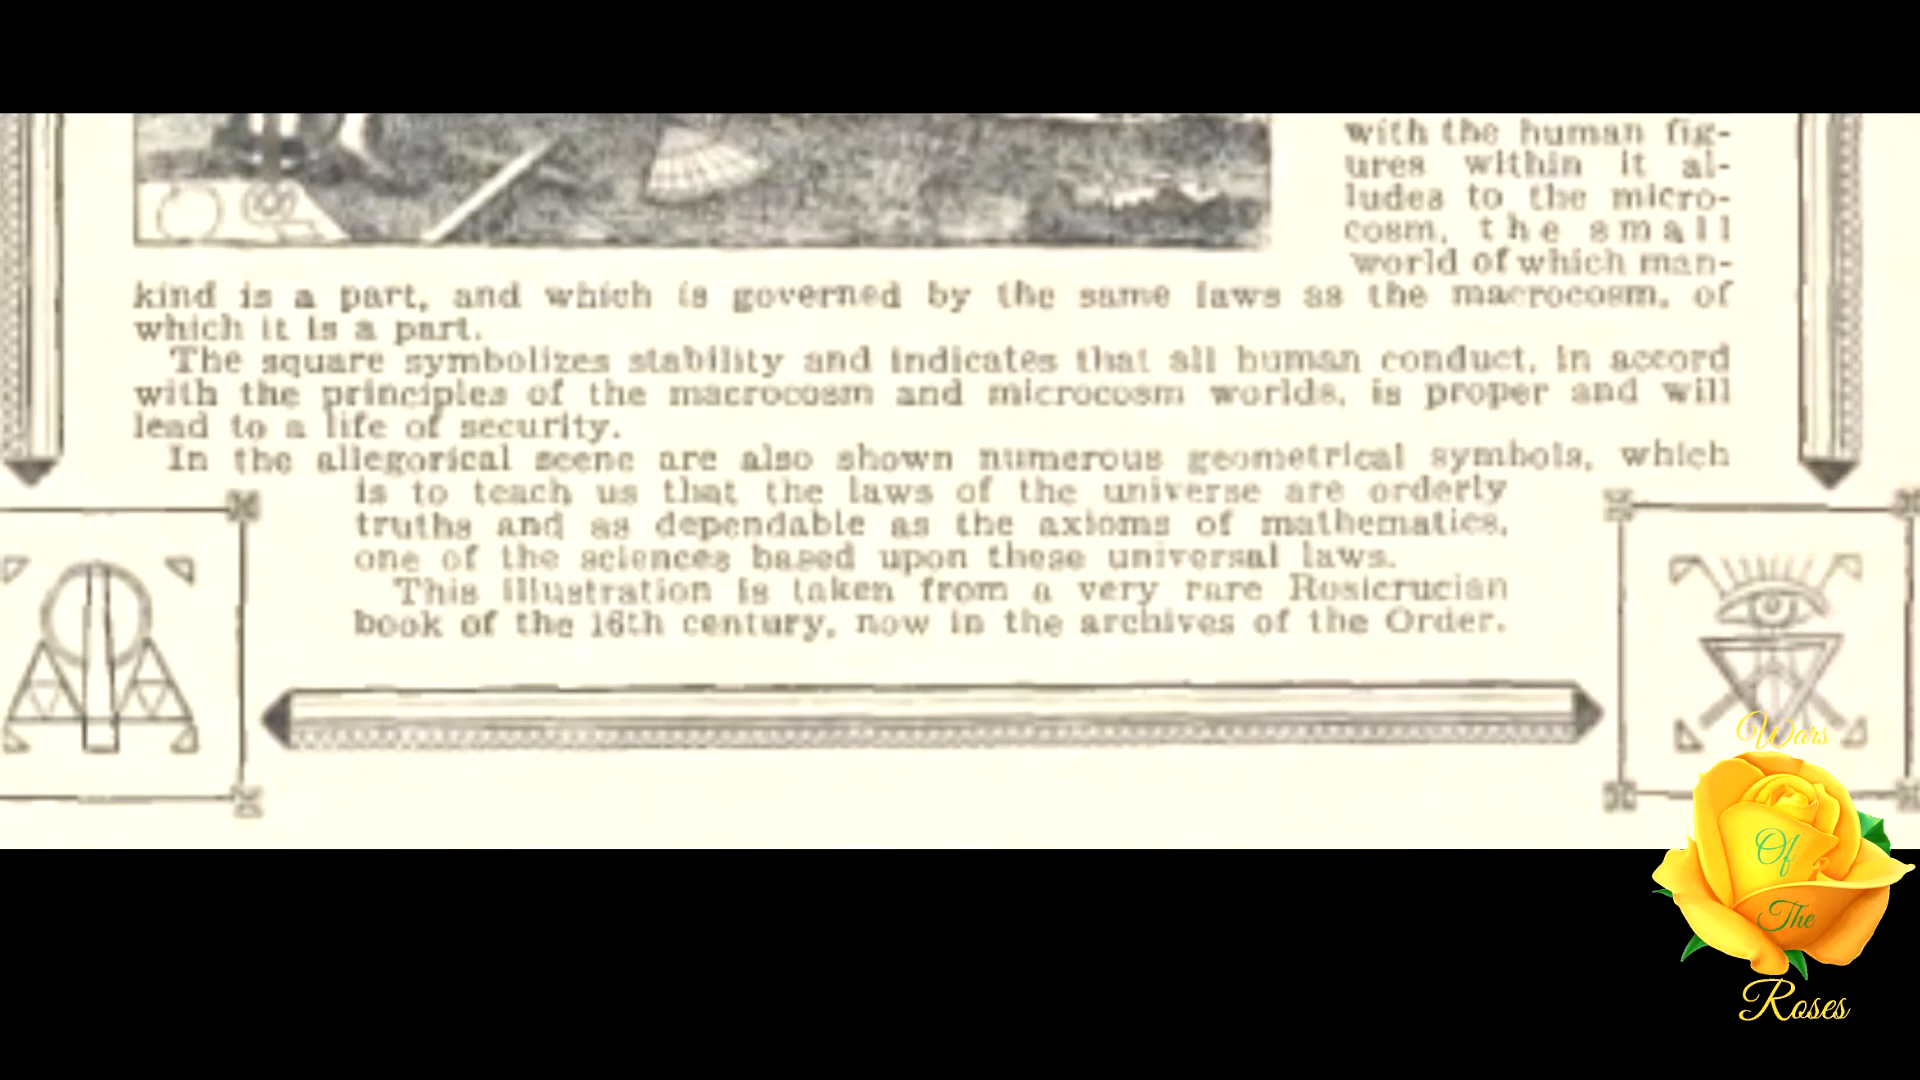 with the human fig-
ures within it al-
ludes to the micro-
cosm, the small
world of which man-
kind is a part, and which is governed by the same laws as the macrocosm, of
which it is a part.
The square symbolizes stability and indicates that all human conduct, in accord
with the principles of the macrocosm and microcosm worlds, is proper and will
lead to a life of security.
In the allegorical scene are also shown numerous geometrical symbols, which
is to teach us that the laws of the universe are orderly
truths and as dependable as the axioms of mathematics,
one of the sciences based upon these universal laws.
This illustration is taken from a very rare Rosicrucian
book of the 16th century, now in the archives of the Order.
Wars
Of
The
Roses